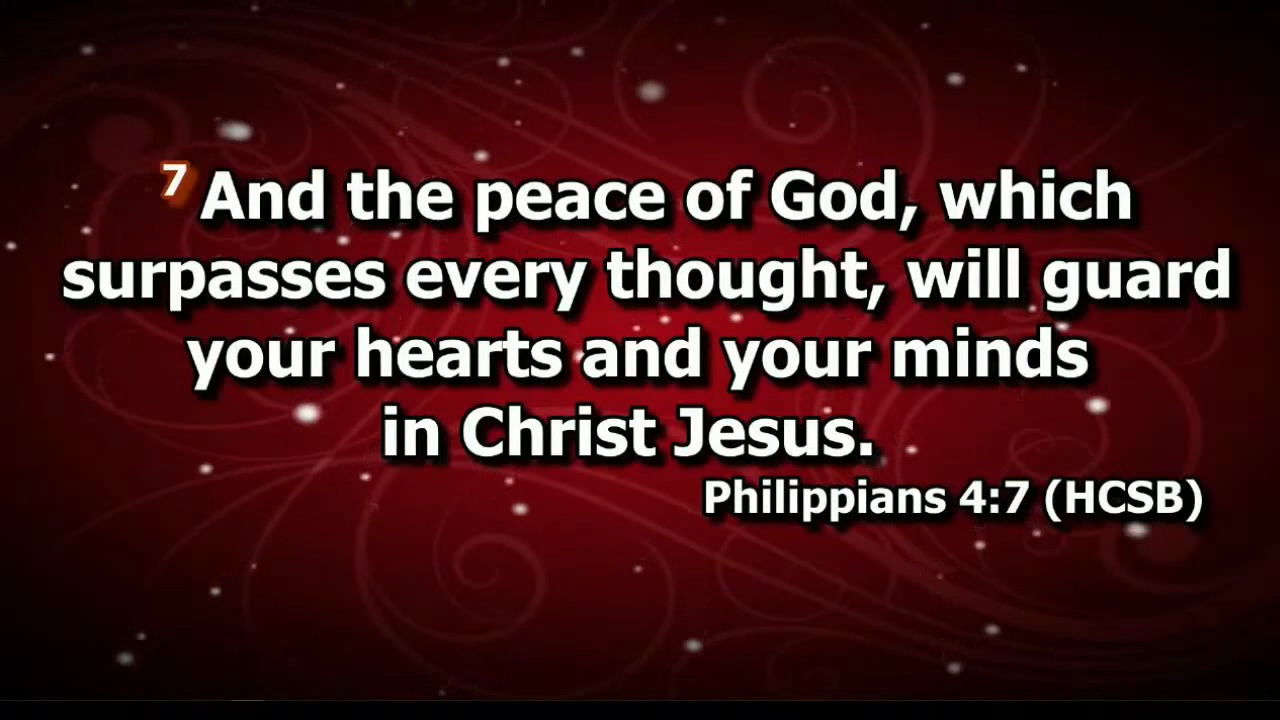 7 And the peace of God, which
surpasses every thought, will guard
your hearts and your minds
in Christ Jesus.
Philippians 4:7 (HCSB)